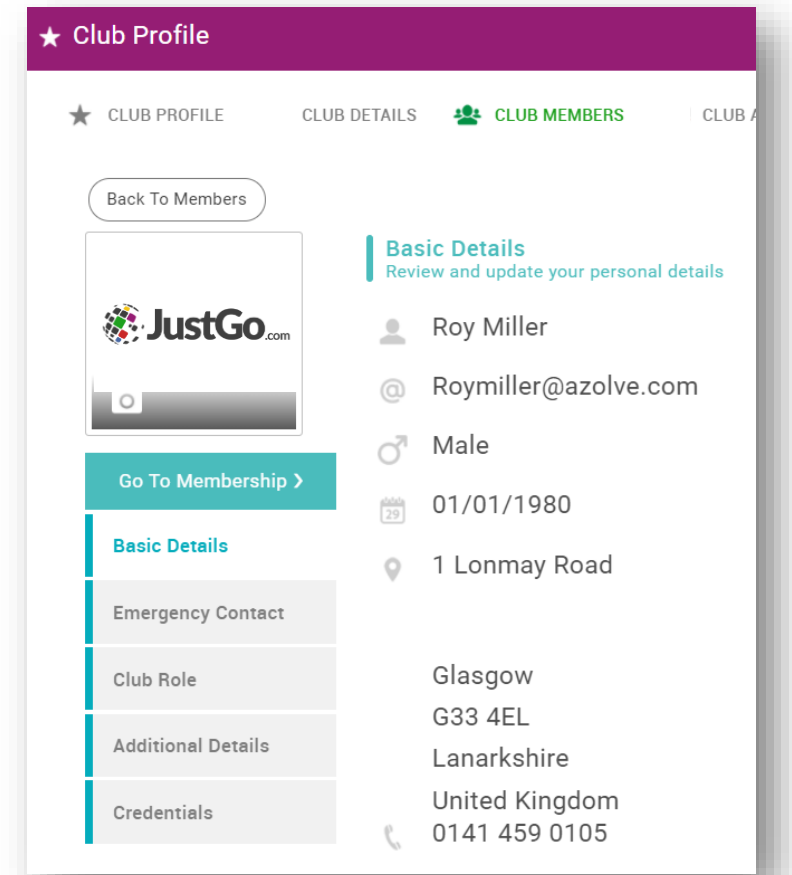 Club Profile
CLUB PROFILE CLUB DETAILS CLUB MEMBERS CLUB
Back To Members
JustGo.com
Go To Membership
Basic Details
Emergency Contact
Club Role
Additional Details
Credentials
Basic Details
Review and update your personal details
Roy Miller
@ Roymiller@azolve.com
Male
29 01/01/1980
1 Lonmay Road
Glasgow
G33 4EL
Lanarkshire
United Kingdom
0141 459 0105